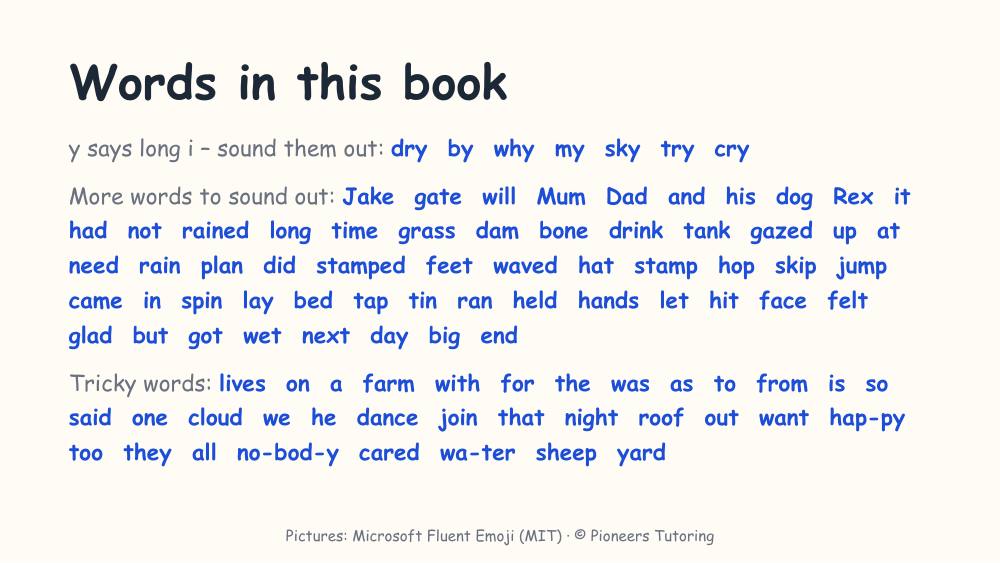 Words in this book
y says long i – sound them out: dry by why my sky try cry
More words to sound out: Jake gate will Mum Dad and his dog Rex it
had not rained long time grass dam bone drink tank gazed up at
need rain plan did stamped feet waved hat stamp hop skip jump
came in spin lay bed tap tin ran held hands let hit face felt
glad but got wet next day big end
Tricky words: lives on a farm with for the was as to from is so
said one cloud we he dance join that night roof out want hap-py
too they all no-bod-y cared wa-ter sheep yard
Pictures: Microsoft Fluent Emoji (MIT) · © Pioneers Tutoring